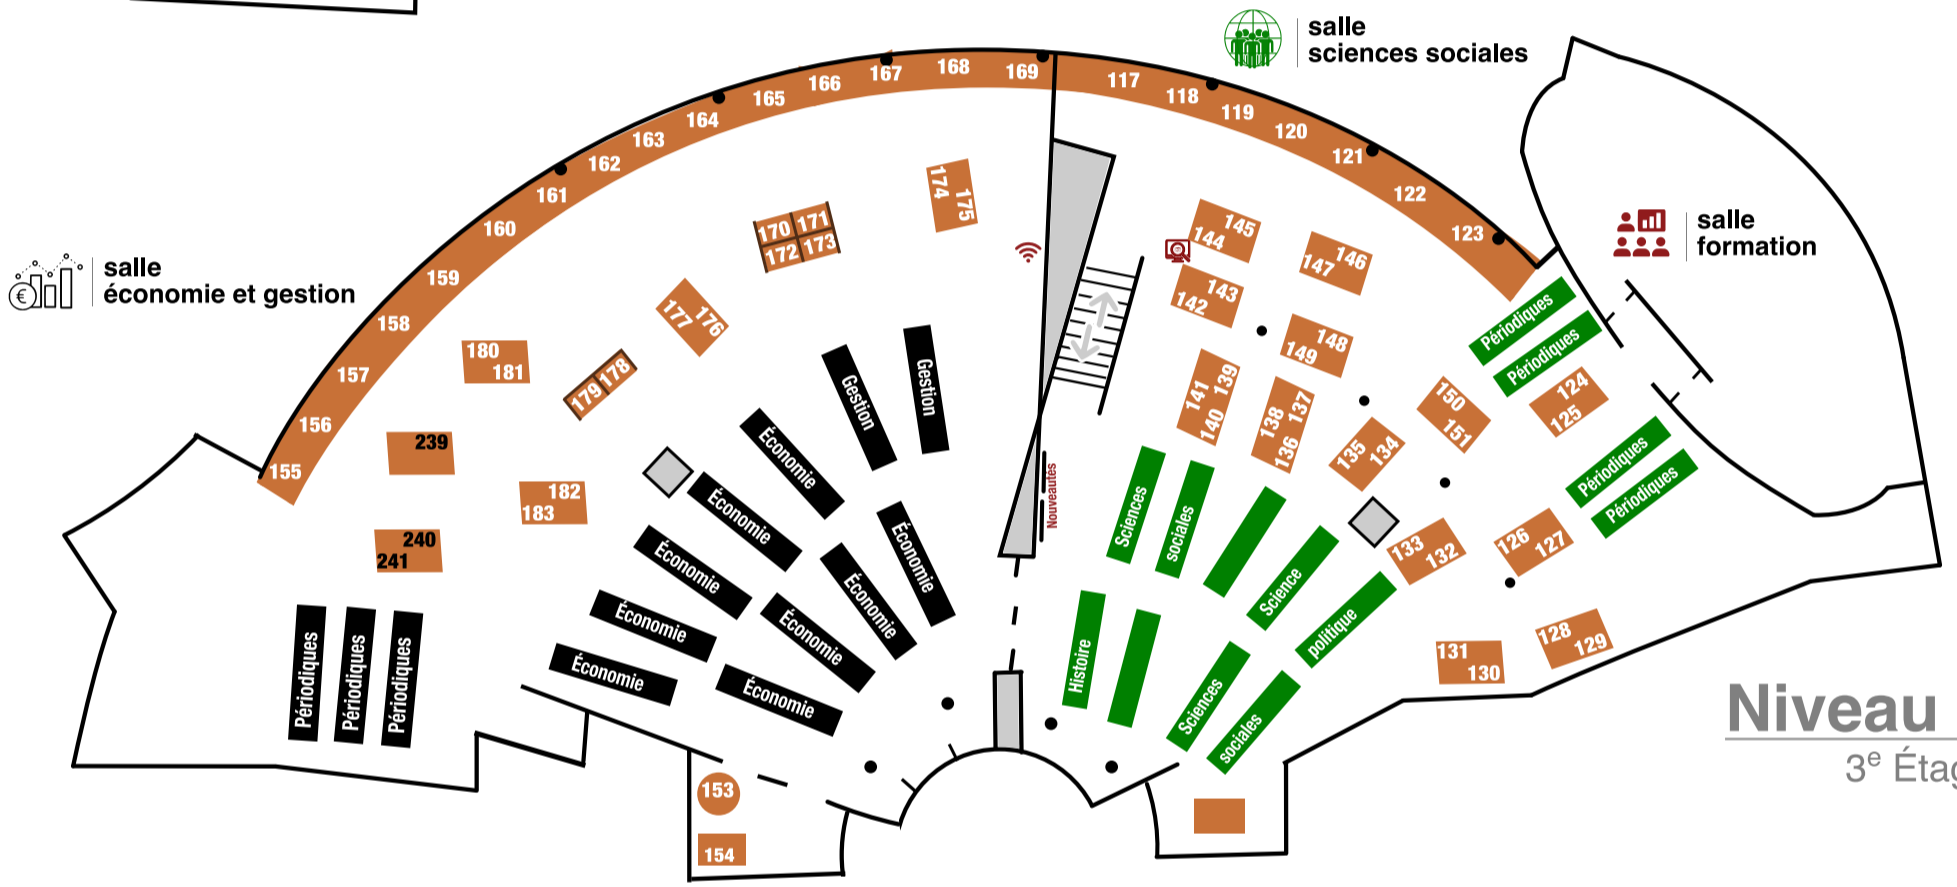 salle
sciences sociales
salle
formation
salle
économie et gestion
155
156
157
158
159
160
161
162
163
164
165
166
167
168
169
117
118
119
120
121
122
123
170 171
172 173
174
175
177 176
179 178
180
181
239
182
183
240
241
145
144
146
147
143
142
148
149
141 139
140
138 137
136
135 134
150
151
124
125
133
132
126
127
128
129
131
130
Périodiques
Périodiques
Périodiques
Périodiques
Gestion
Gestion
Économie
Économie
Économie
Économie
Économie
Économie
Économie
Économie
Économie
Périodiques
Périodiques
Périodiques
Nouveautés
Sciences
sociales
Science
politique
Histoire
Sciences
sociales
153
154
Niveau
3e Étag